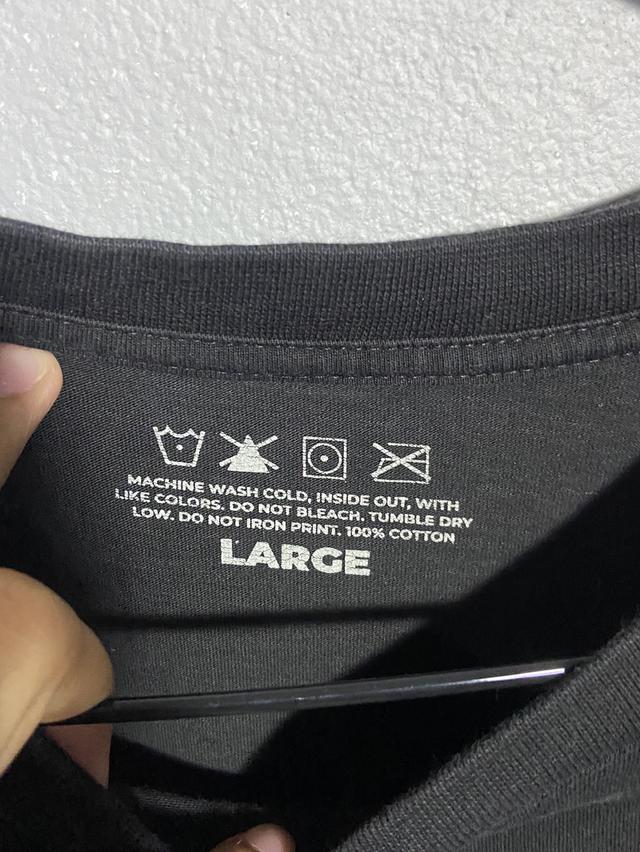 MACHINE WASH COLD, INSIDE OUT, WITH
LIKE COLORS. DO NOT BLEACH. TUMBLE DRY
LOW. DO NOT IRON PRINT. 100% COTTON
LARGE